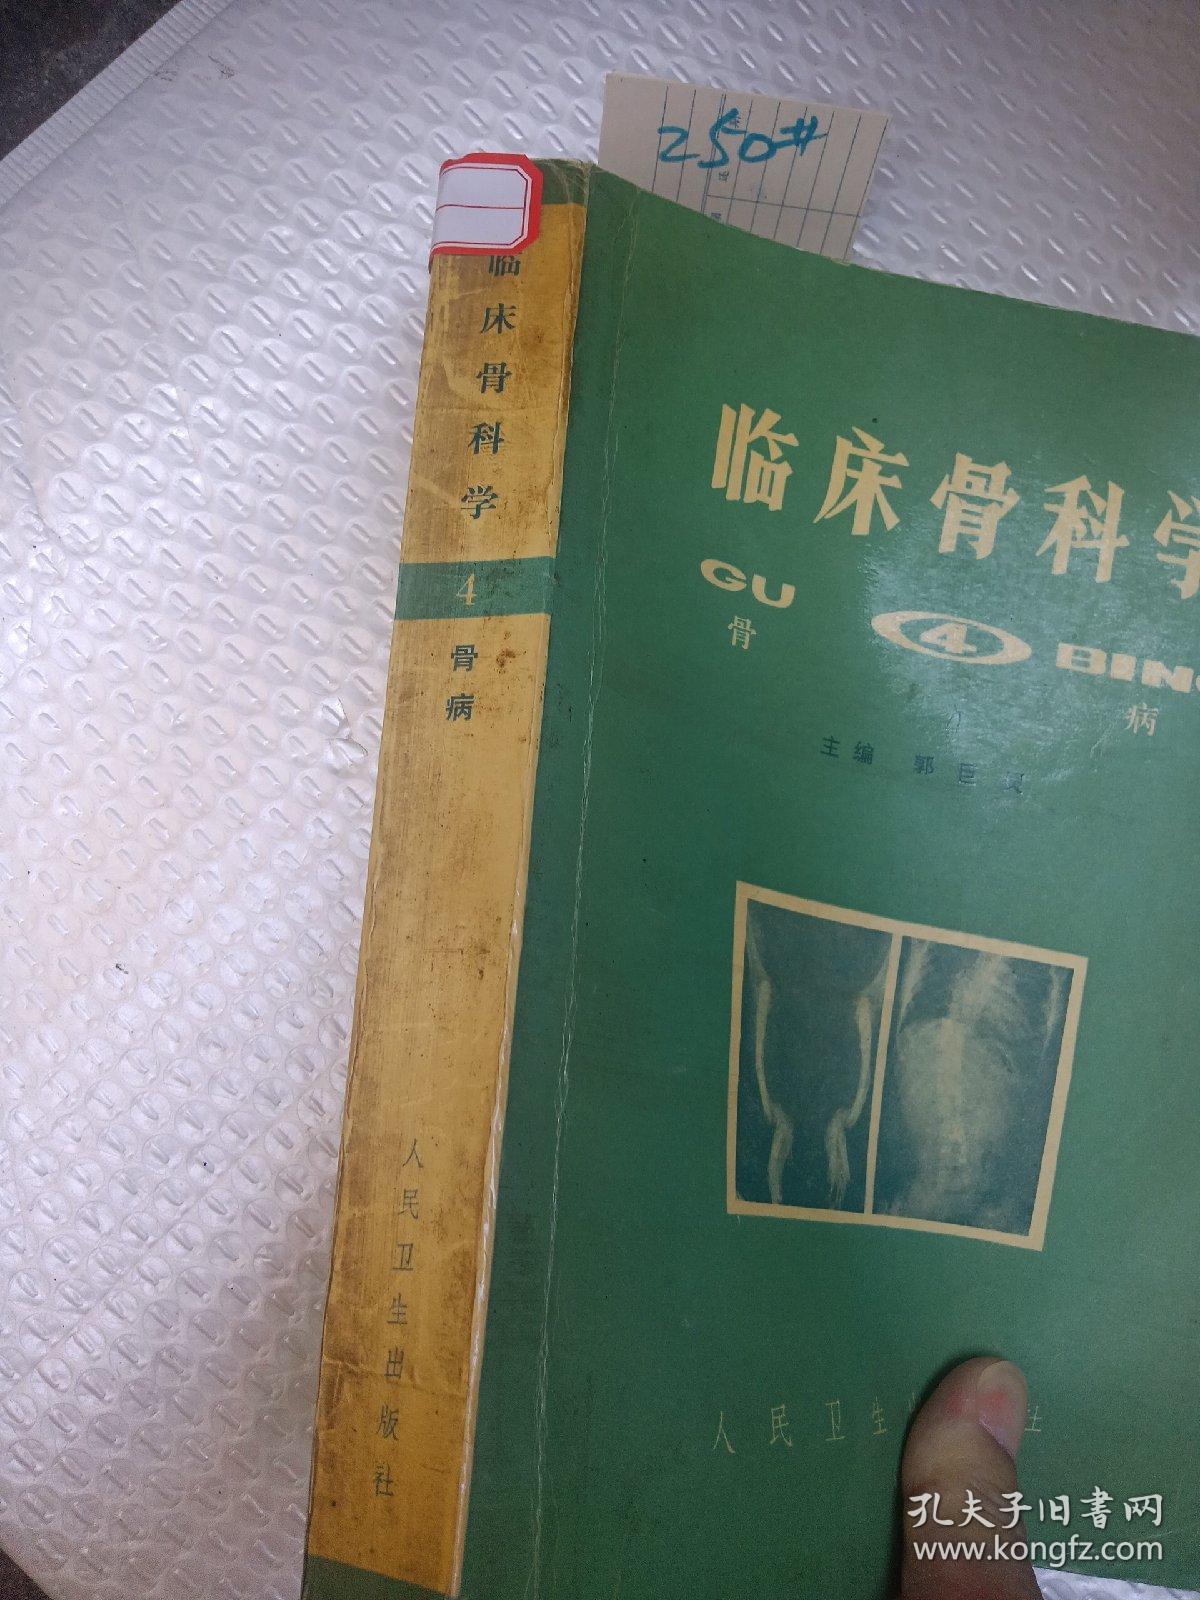 250#
临床骨科学
4
骨病
人民卫生出版社
临床骨科学
GU 4 BING
骨 病
主编 郭巨灵
人民卫生 社
孔夫子旧书网
www.kongfz.com